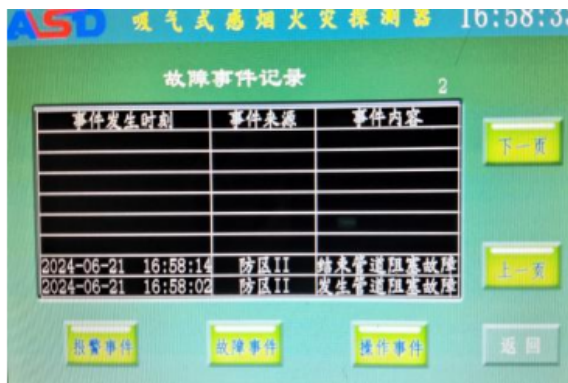 ASD 吸气式感烟火灾探测器 16:58:33
故障事件记录
2
事件发生时刻 事件来源 事件内容
下一页
2024-06-21 16:58:14 防区II 结束管道阻塞故障
上一页
2024-06-21 16:58:02 防区II 发生管道阻塞故障
报警事件 故障事件 操作事件 返回